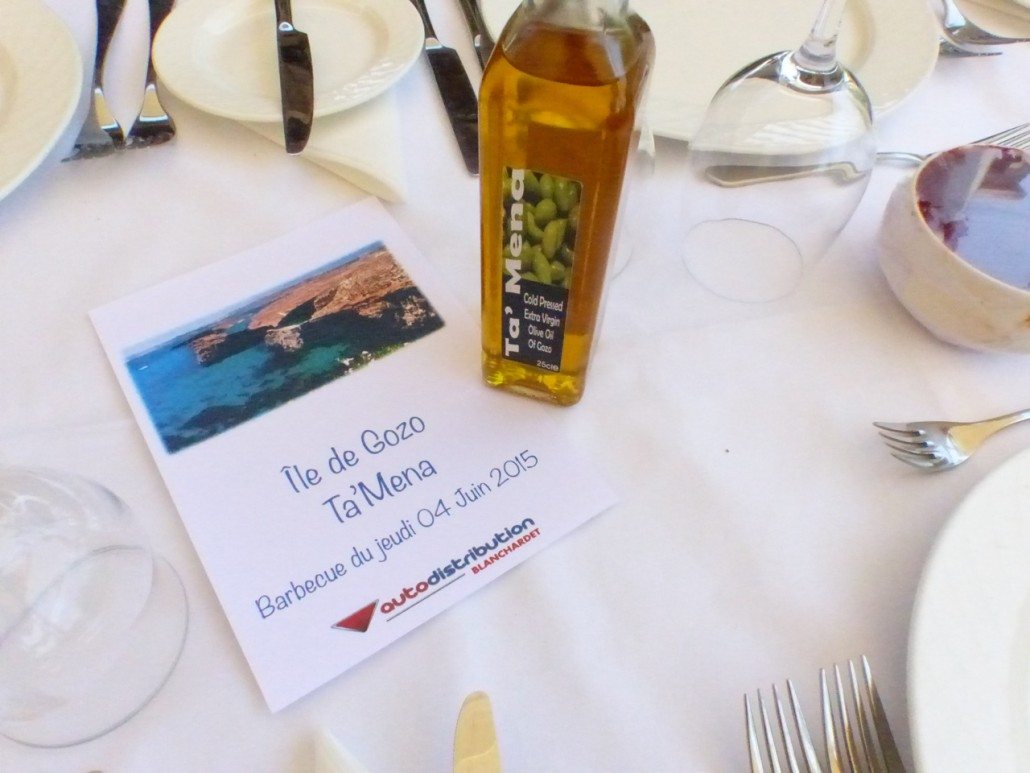 Ta' Mena
Cold Pressed
Extra Virgin
Olive Oil
Of Gozo
25cle
Île de Gozo
Ta'Mena
Barbecue du jeudi 04 Juin 2015
autodistribution
BLANCHARDET